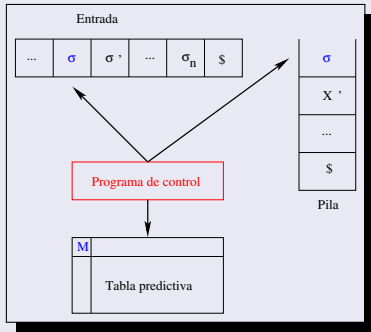 Entrada
... σ σ ' ... σn $
σ
X '
...
$
Pila
Programa de control
M
Tabla predictiva